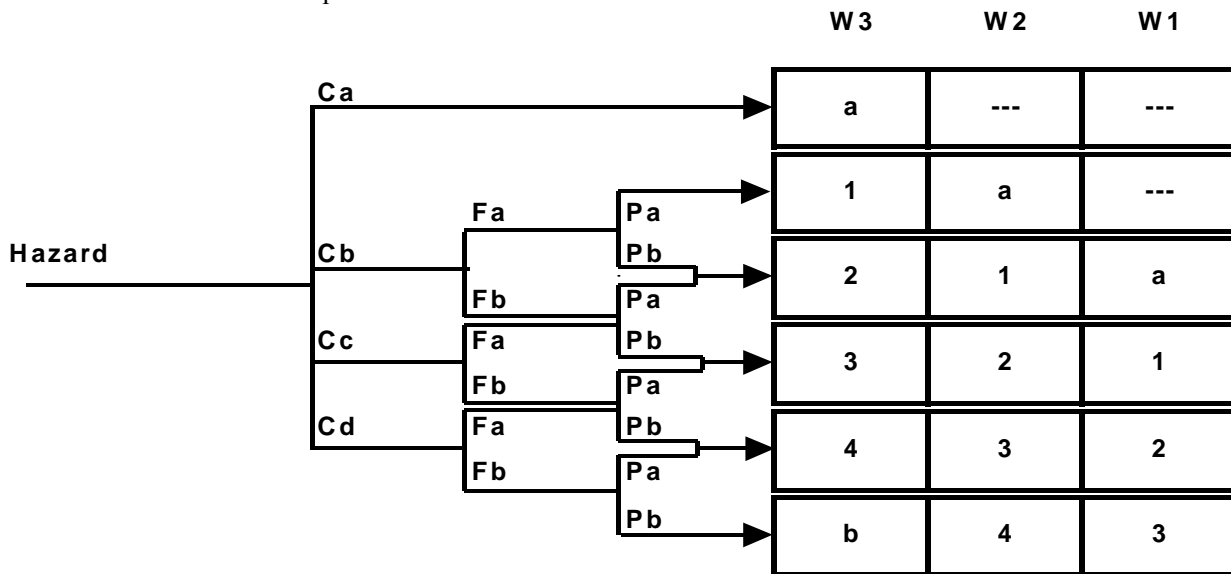 W3 W2 W1
Ca
a --- ---
1 a ---
Fa Pa
Hazard Cb Pb
2 1 a
Fb Pa
Cc Fa Pb
3 2 1
Fb Pa
Cd Fa Pb
4 3 2
Fb Pa
Pb
b 4 3